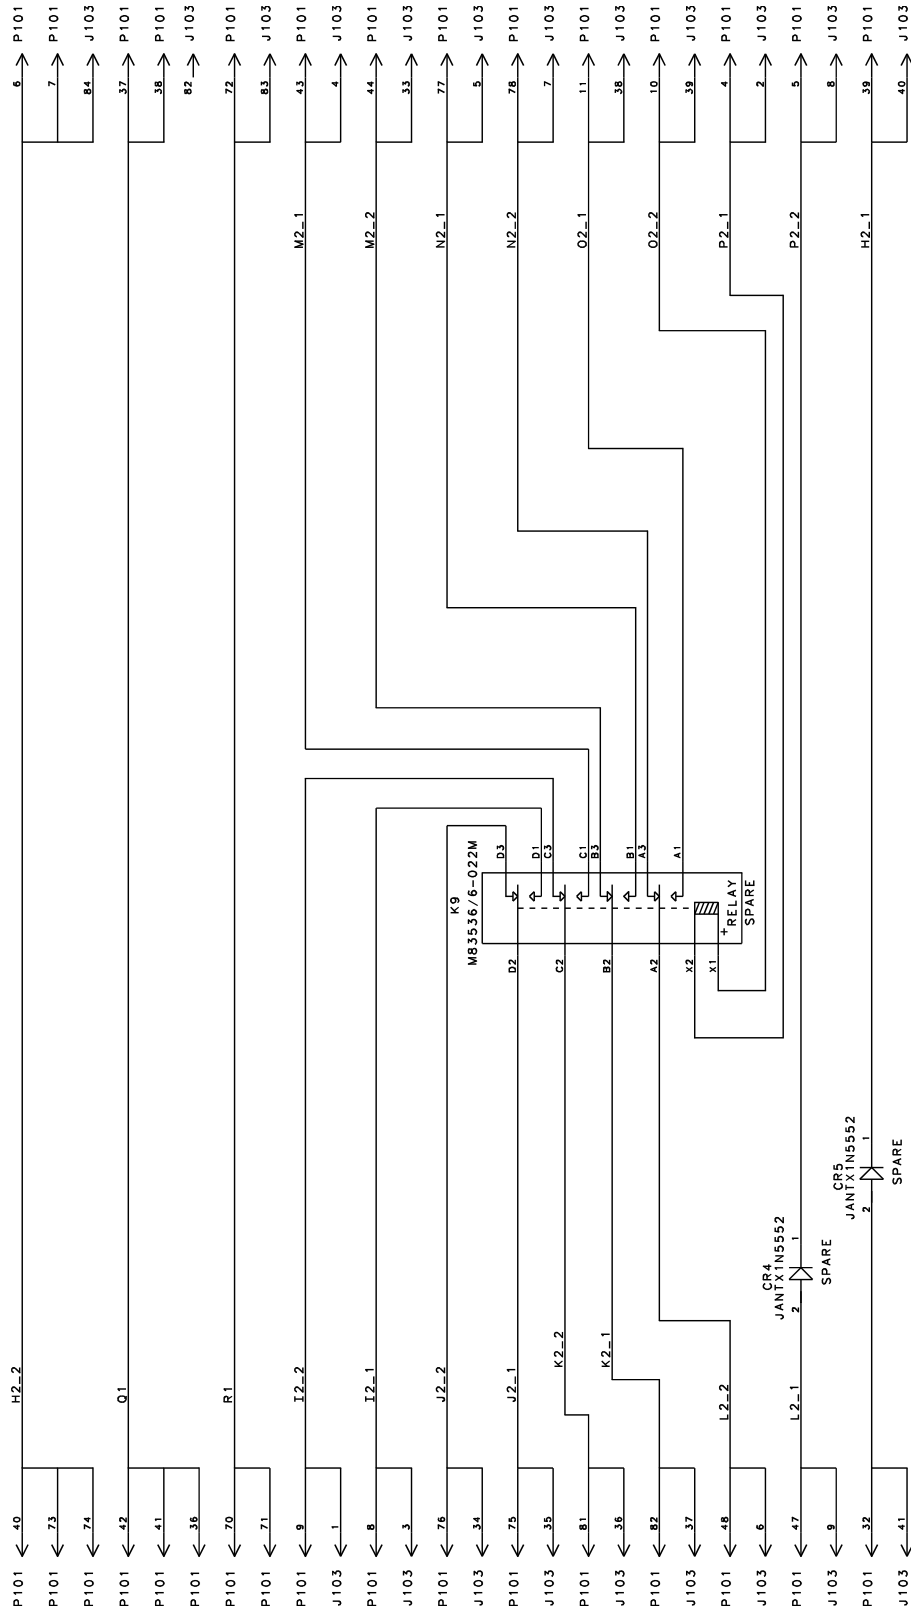 P101 40 H2_2 6 P101
P101 73 7 P101
P101 74 84 J103
P101 42 Q1 37 P101
P101 41 38 P101
P101 36 82 J103
P101 70 R1 72 P101
P101 71 83 J103
P101 9 I2_2 M2_1 43 P101
J103 1 4 J103
P101 8 I2_1 M2_2 44 P101
J103 3 33 J103
P101 76 J2_2 N2_1 77 P101
K9
M83536/6-022M
J103 34 5 J103
D3
P101 75 J2_1 D2 N2_2 78 P101
D1
J103 35 C3 7 J103
K2_2 C2
P101 81 C1 O2_1 11 P101
B3
K2_1 B2
J103 36 38 J103
B1
A3
P101 82 A2 O2_2 10 P101
A1
J103 37 X2 39 J103
X1
P101 48 L2_2 + P2_1 4 P101
RELAY
SPARE
J103 6 2 J103
CR4
JANTX1N5552
P101 47 L2_1 2 1 P2_2 5 P101
SPARE
J103 9 8 J103
CR5
JANTX1N5552
P101 32 2 1 H2_1 39 P101
SPARE
J103 41 40 J103